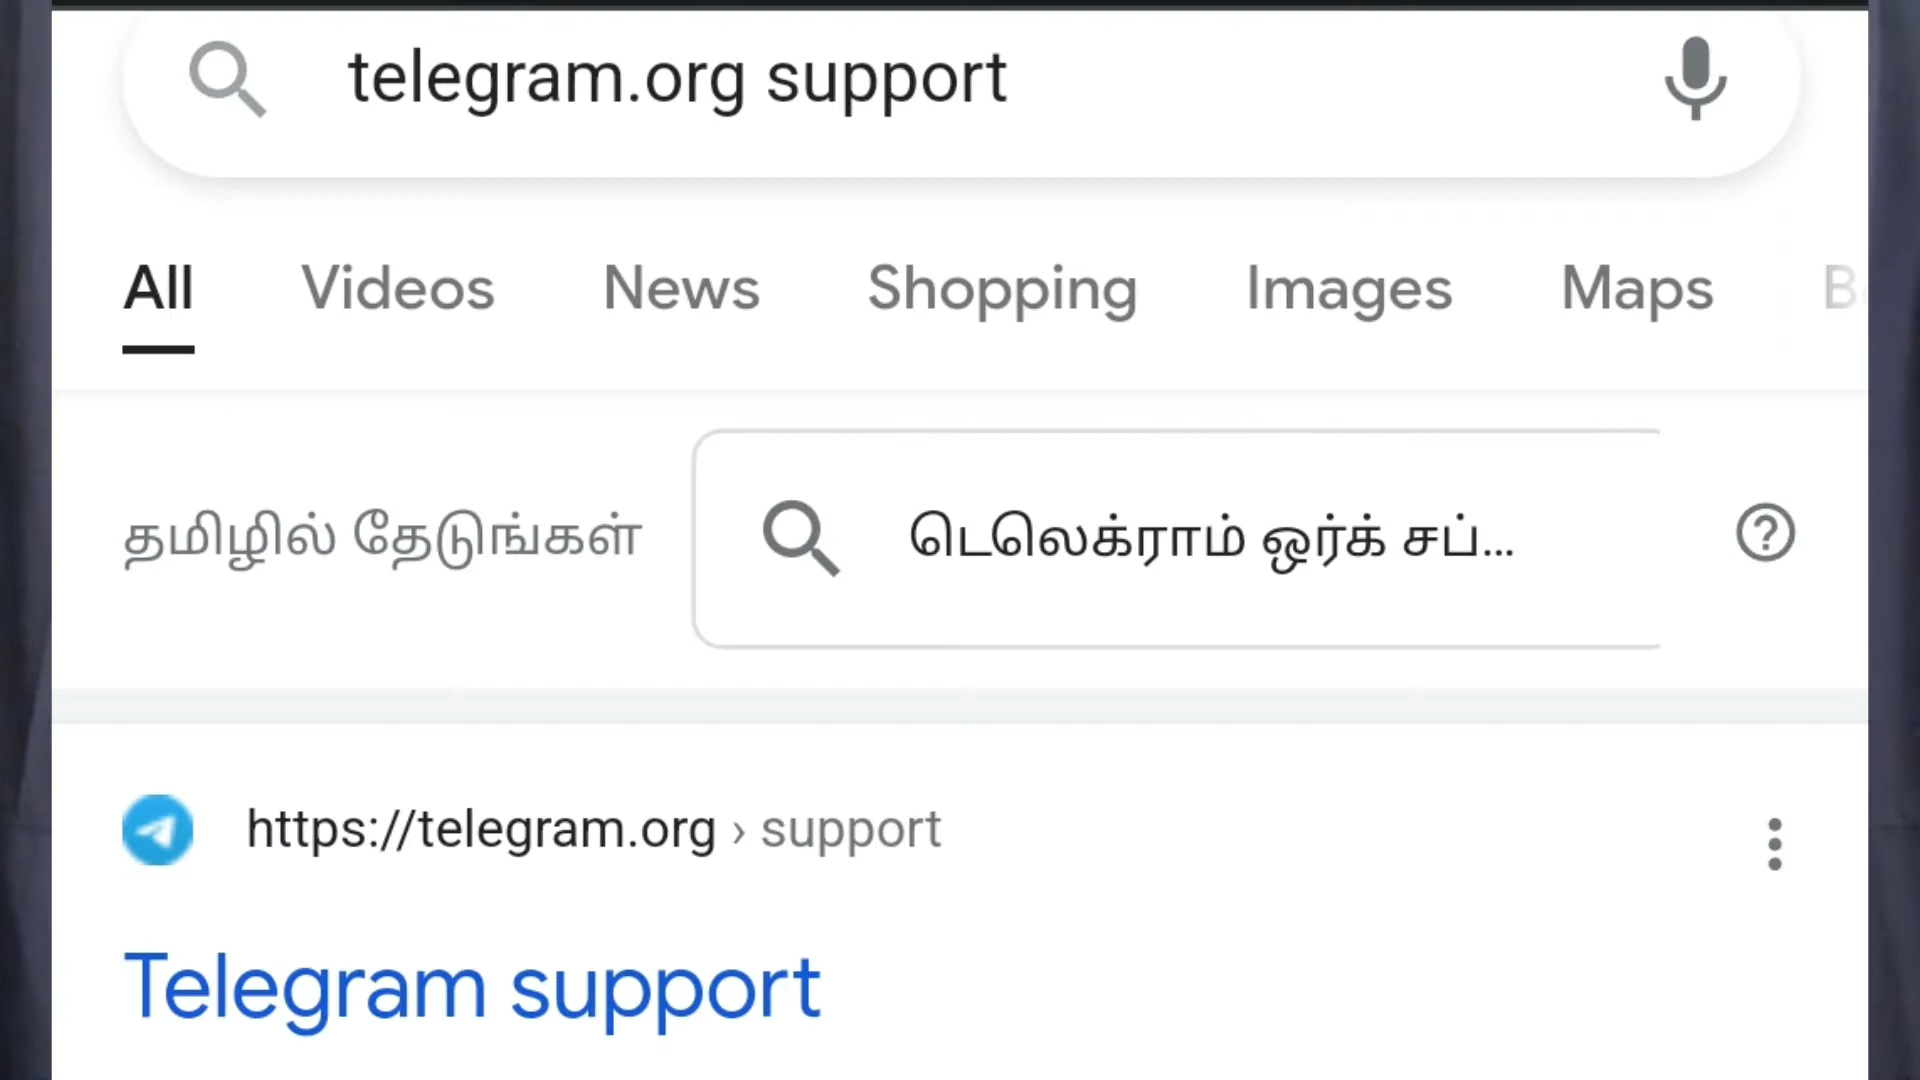 telegram.org support
All Videos News Shopping Images Maps
தமிழில் தேடுங்கள் டெலெக்ராம் ஒர்க் சப்...
https://telegram.org › support
Telegram support